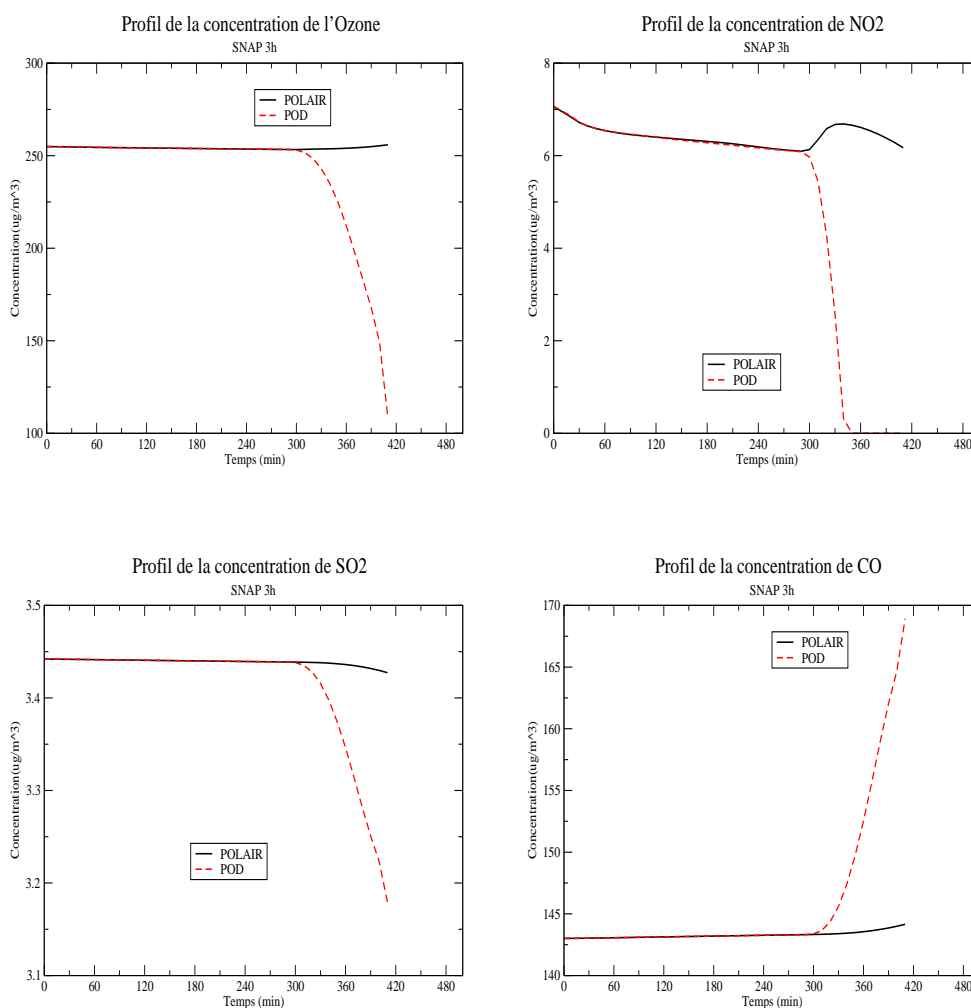 Profil de la concentration de l'Ozone
SNAP 3h
300
250
200
150
100
Concentration(ug/m^3)
POLAIR
POD
0 60 120 180 240 300 360 420 480
Temps (min)
Profil de la concentration de NO2
SNAP 3h
8
6
4
2
0
Concentration(ug/m^3)
POLAIR
POD
0 60 120 180 240 300 360 420 480
Temps (min)
Profil de la concentration de SO2
SNAP 3h
3.5
3.4
3.3
3.2
3.1
Concentration(ug/m^3)
POLAIR
POD
0 60 120 180 240 300 360 420 480
Temps (min)
Profil de la concentration de CO
SNAP 3h
170
165
160
155
150
143
140
Concentration(ug/m^3)
POLAIR
POD
0 60 120 180 240 300 360 420 480
Temps (min)